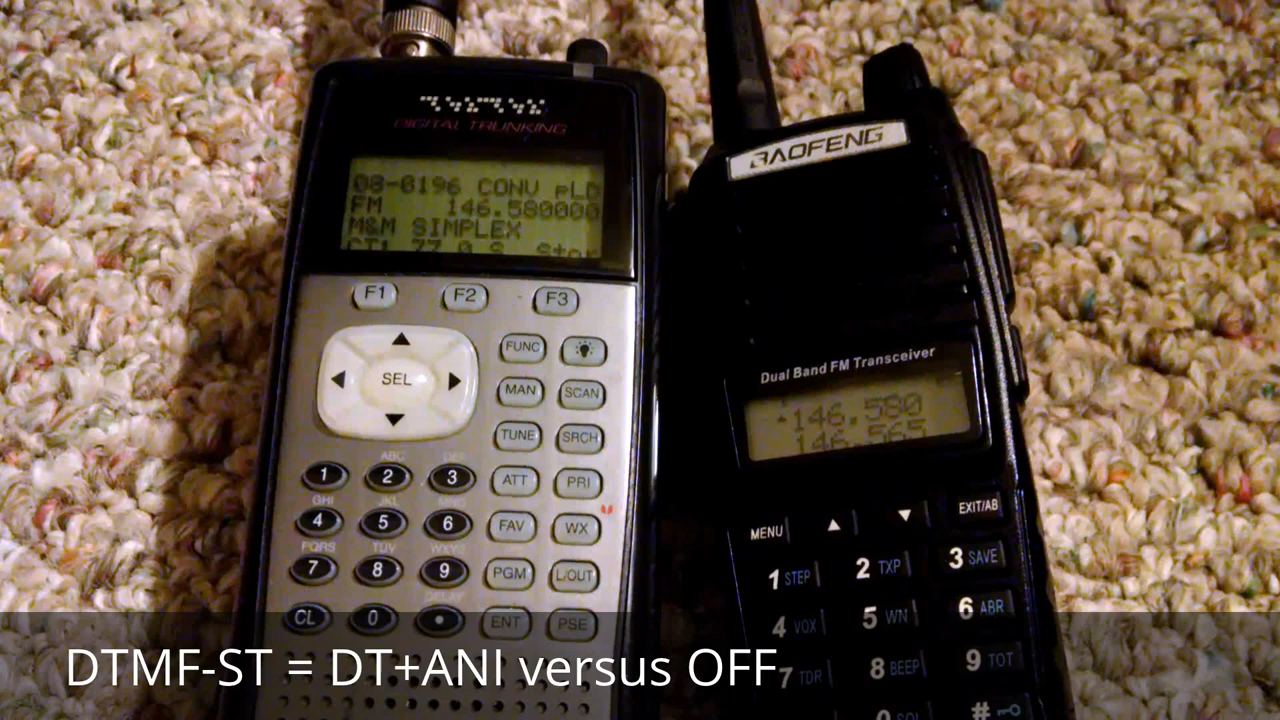 DIGITAL TRUNKING
08-0196 CONV pLD
FM 146.580000
M&M SIMPLEX
F1 F2 F3
SEL
FUNC
MAN SCAN
TUNE SRCH
ABC DEF
1 2 3 ATT PRI
GHI JKL MNO
4 5 6 FAV WX
PQRS TUV WXYZ
7 8 9 PGM L/OUT
DELAY
CL 0 • ENT PSE
BAOFENG
Dual Band FM Transceiver
146.580
146.565
MENU ▲ ▼ EXIT/AB
1 STEP 2 TXP 3 SAVE
4 VOX 5 WN 6 ABR
7 TDR 8 BEEP 9 TOT
0 SQL #
DTMF-ST = DT+ANI versus OFF